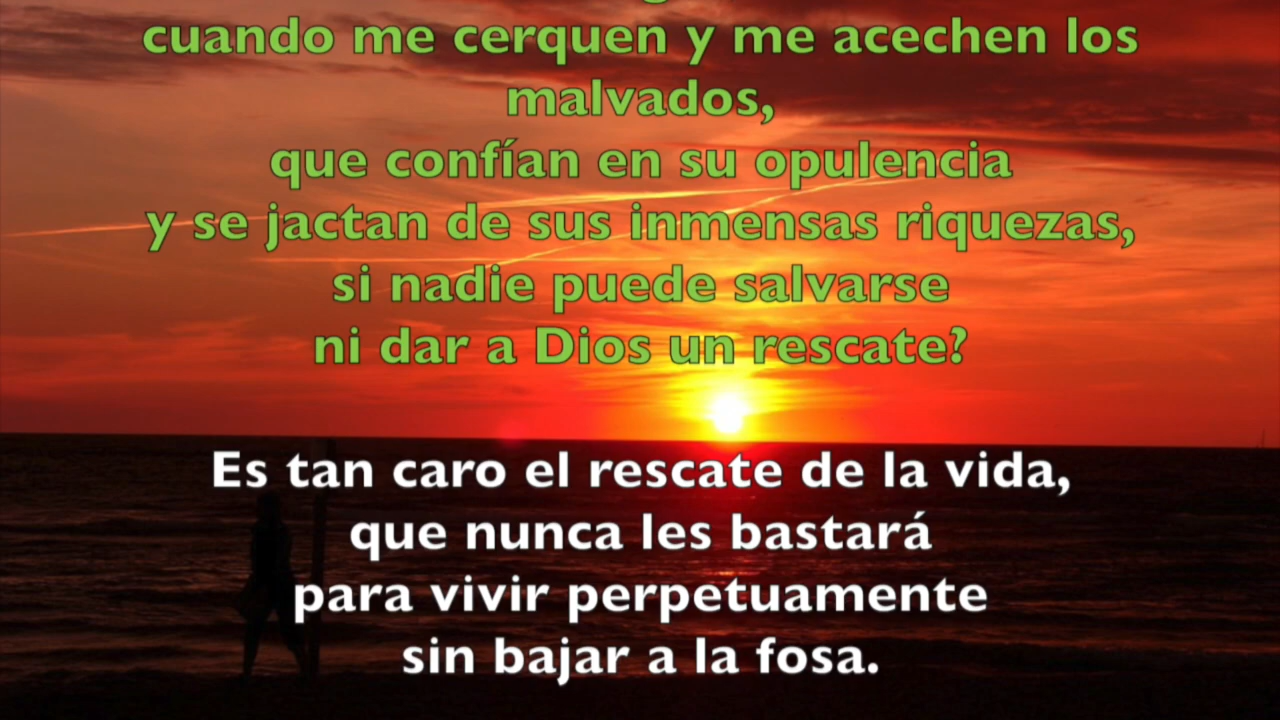 cuando me cerquen y me acechen los
malvados,
que confían en su opulencia
y se jactan de sus inmensas riquezas,
si nadie puede salvarse
ni dar a Dios un rescate?
Es tan caro el rescate de la vida,
que nunca les bastará
para vivir perpetuamente
sin bajar a la fosa.